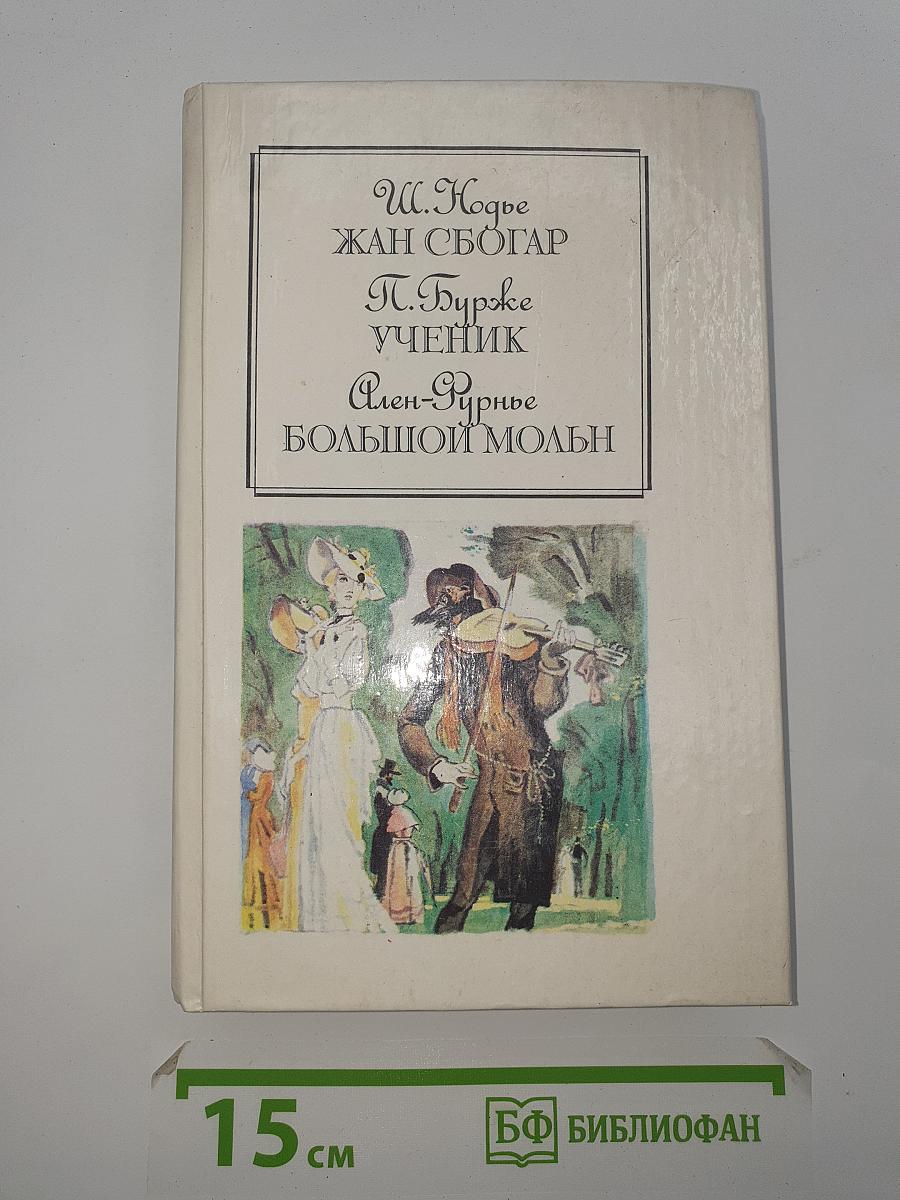 Ш. Нодье
ЖАН СБОГАР
П. Бурже
УЧЕНИК
Ален-Фурнье
БОЛЬШОЙ МОЛЬН
15 см
БФ БИБЛИОФАН